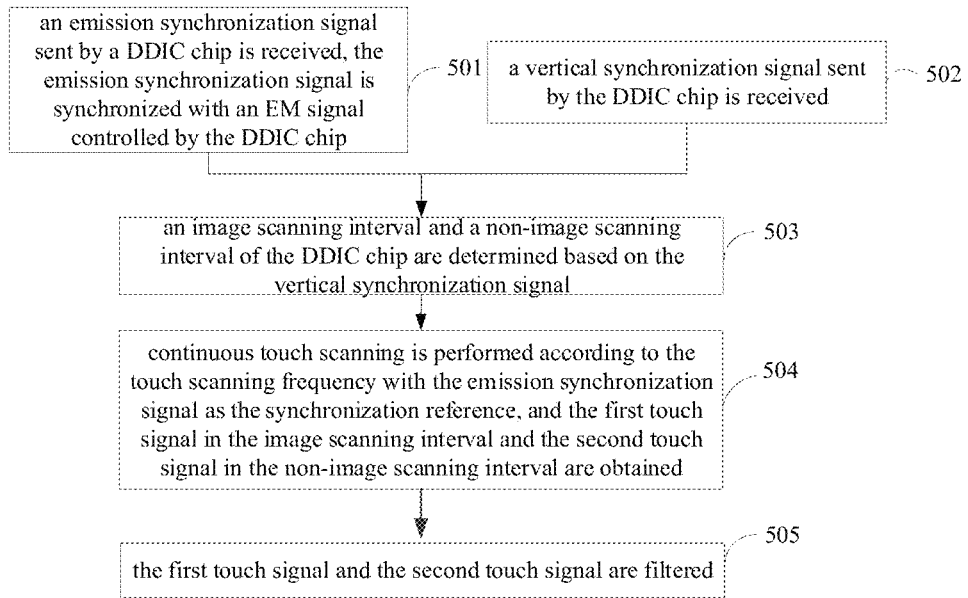 an emission synchronization signal
sent by a DDIC chip is received, the
emission synchronization signal is
synchronized with an EM signal
controlled by the DDIC chip
501
a vertical synchronization signal sent
by the DDIC chip is received
502
an image scanning interval and a non-image scanning
interval of the DDIC chip are determined based on the
vertical synchronization signal
503
continuous touch scanning is performed according to the
touch scanning frequency with the emission synchronization
signal as the synchronization reference, and the first touch
signal in the image scanning interval and the second touch
signal in the non-image scanning interval are obtained
504
the first touch signal and the second touch signal are filtered
505